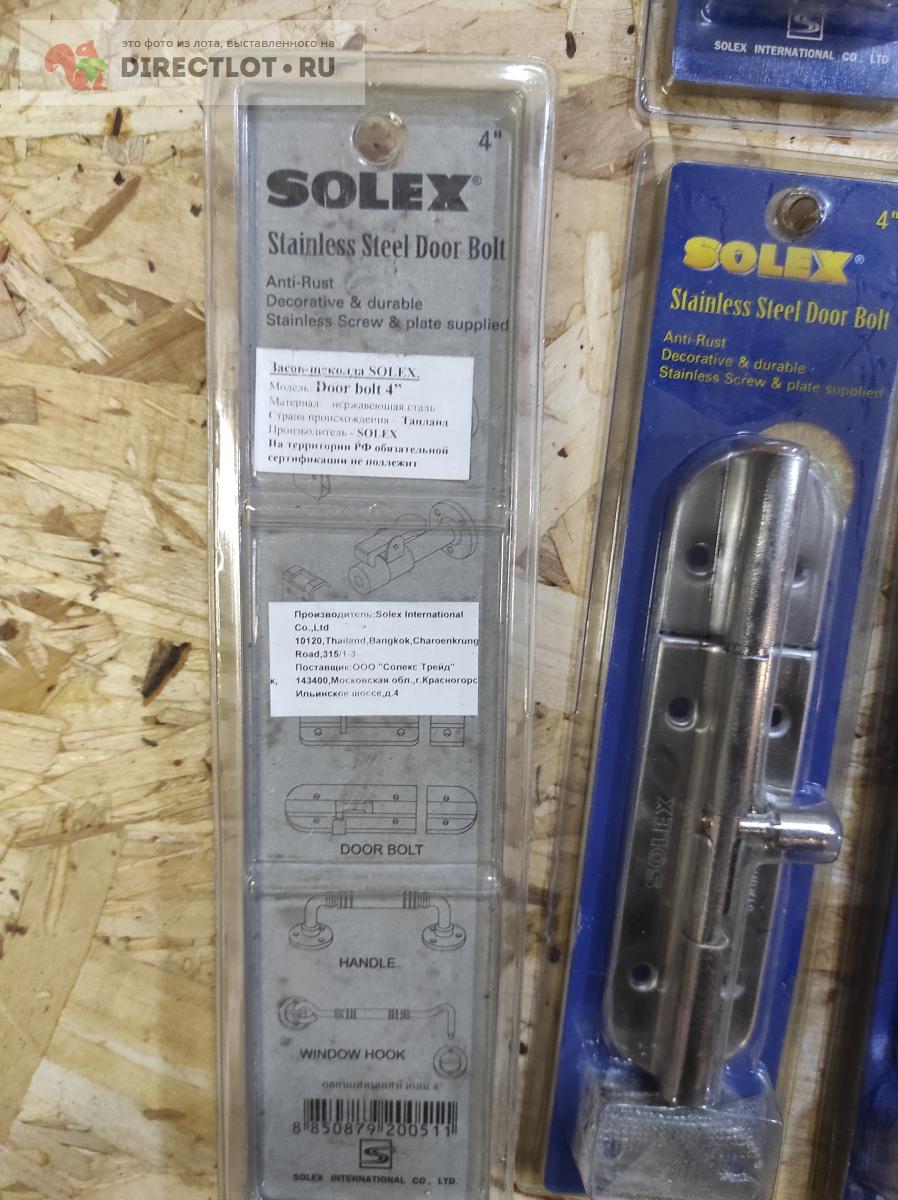 это фото из лота, выставленного на
DIRECTLOT.RU
4"
SOLEX®
Stainless Steel Door Bolt
Anti-Rust
Decorative & durable
Stainless Screw & plate supplied
Засов-щеколда SOLEX.
Модель Door bolt 4”
Материал нержавеющая сталь
Страна происхождения – Таиланд
Производитель - SOLEX
На территории РФ обязательной
сертификации не подлежит
Производитель:Solex International
Co.,Ltd
10120,Thailand,Bangkok,Charoenkrung
Road,315/1-3
Поставщик:ООО "Солекс Трейд"
к, 143400,Московская обл.,г.Красногорс
Ильинское шоссе,д.4
DOOR BOLT
HANDLE
WINDOW HOOK
4"
8 850879 200511
S
SOLEX INTERNATIONAL CO., LTD.
S
SOLEX INTERNATIONAL CO., LTD
4"
SOLEX®
Stainless Steel Door Bolt
Anti-Rust
Decorative & durable
Stainless Screw & plate supplied
SOLEX